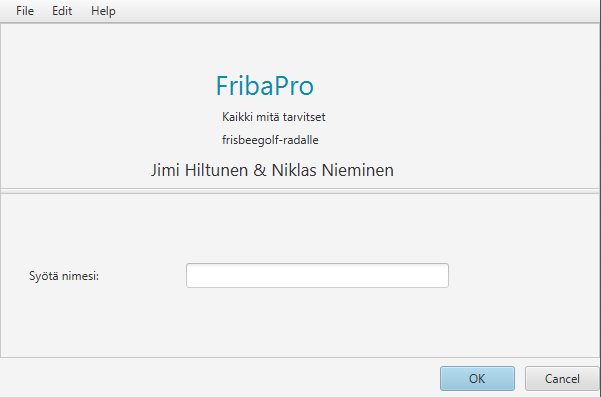 File Edit Help
FribaPro
Kaikki mitä tarvitset
frisbeegolf-radalle
Jimi Hiltunen & Niklas Nieminen
Syötä nimesi:
OK Cancel